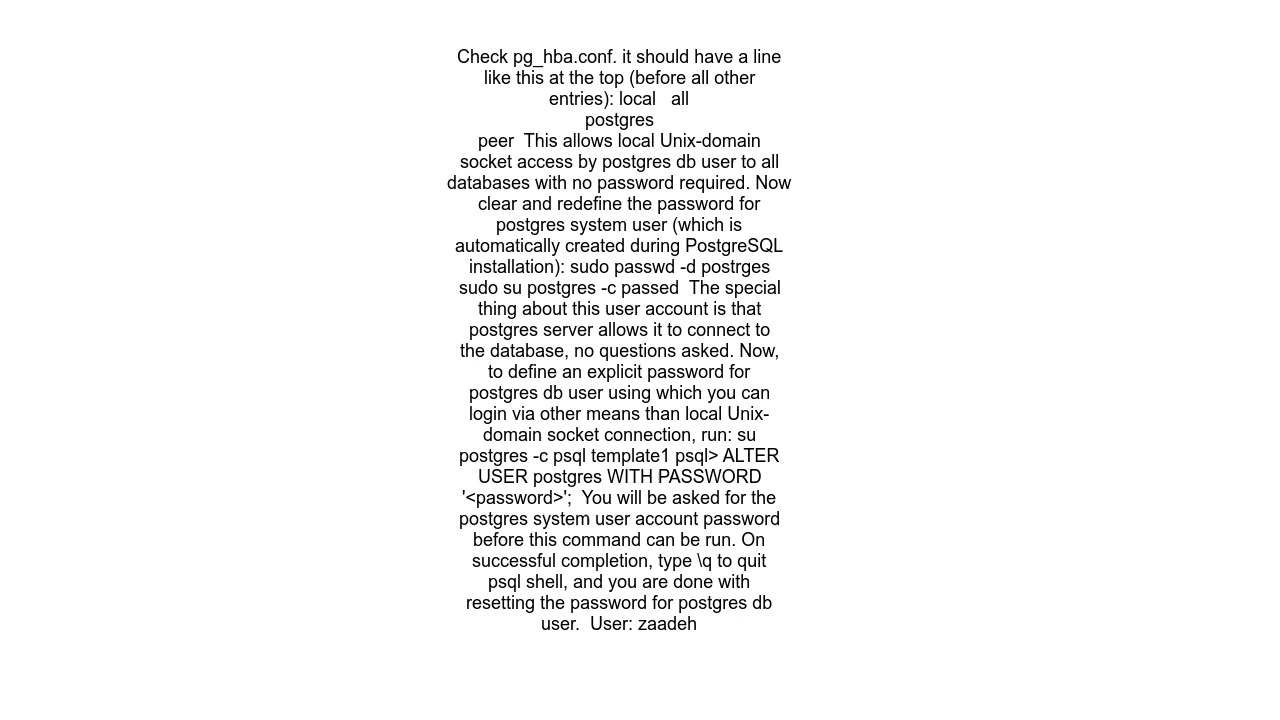 Check pg_hba.conf. it should have a line
like this at the top (before all other
entries): local   all
postgres
peer  This allows local Unix-domain
socket access by postgres db user to all
databases with no password required. Now
clear and redefine the password for
postgres system user (which is
automatically created during PostgreSQL
installation): sudo passwd -d postrges
sudo su postgres -c passed  The special
thing about this user account is that
postgres server allows it to connect to
the database, no questions asked. Now,
to define an explicit password for
postgres db user using which you can
login via other means than local Unix-
domain socket connection, run: su
postgres -c psql template1 psql> ALTER
USER postgres WITH PASSWORD
'<password>';  You will be asked for the
postgres system user account password
before this command can be run. On
successful completion, type \q to quit
psql shell, and you are done with
resetting the password for postgres db
user.  User: zaadeh